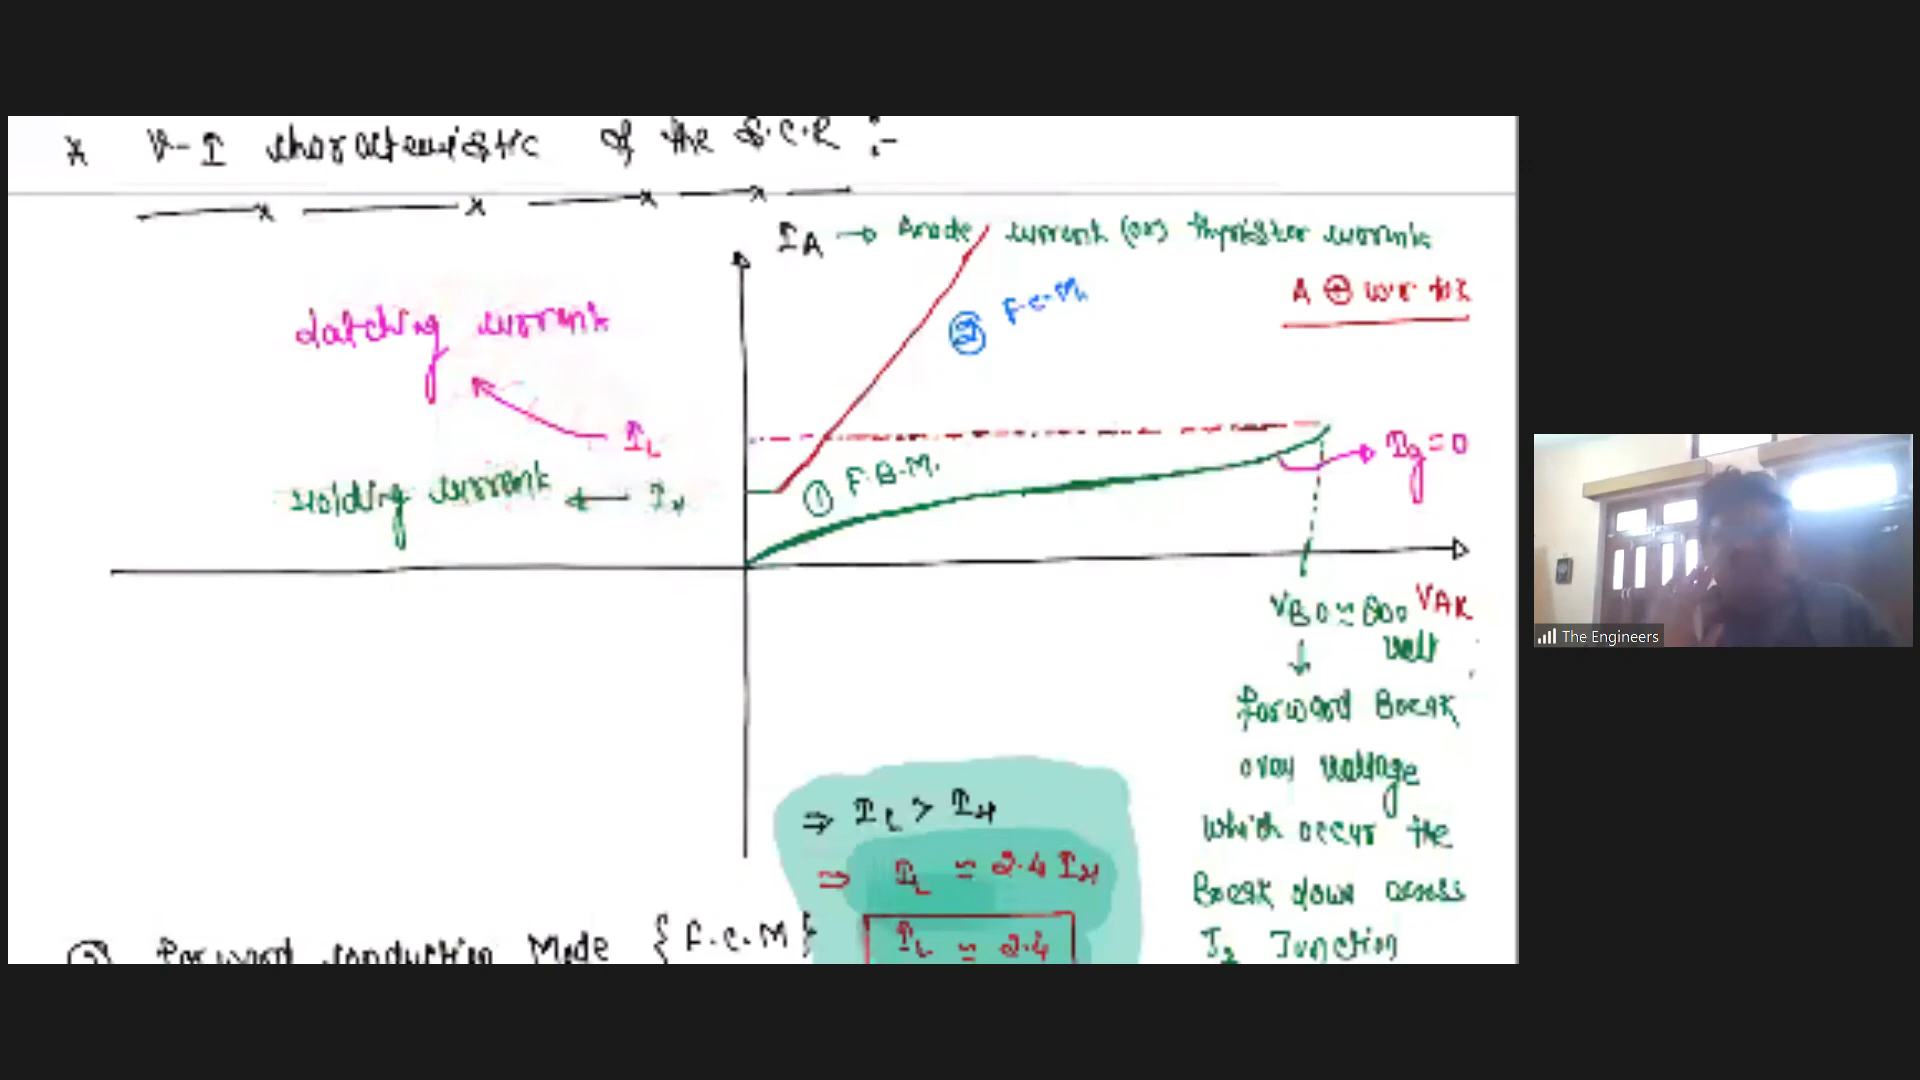 * V-I characteristic of the S.C.R :-
IA → Anode current (or) thyristor current
A ⊕ wr to K
② F.C.M.
Latching current
IL
Ig = 0
① F.B.M.
Holding current ← IH
VBO ≃ 800 volt
VAK
↓
Forward Break
over voltage
which occur the
Break down across
J2 Junction
⇒ IL > IH
⇒ IL ≃ 2.4 IH
Forward conduction Mode {F.C.M}
IL ≃ 2.4
The Engineers